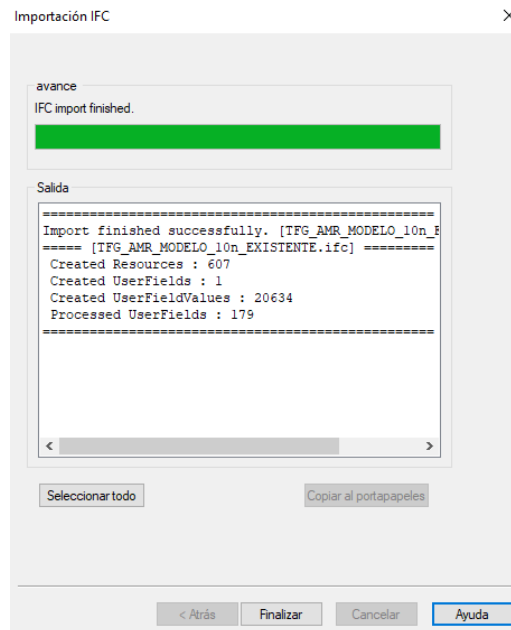 Importación IFC
avance
IFC import finished.
Salida
==================================================
Import finished successfully. [TFG_AMR_MODELO_10n_E
===== [TFG_AMR_MODELO_10n_EXISTENTE.ifc] =========
Created Resources : 607
Created UserFields : 1
Created UserFieldValues : 20634
Processed UserFields : 179
==================================================
Seleccionar todo
Copiar al portapapeles
< Atrás
Finalizar
Cancelar
Ayuda